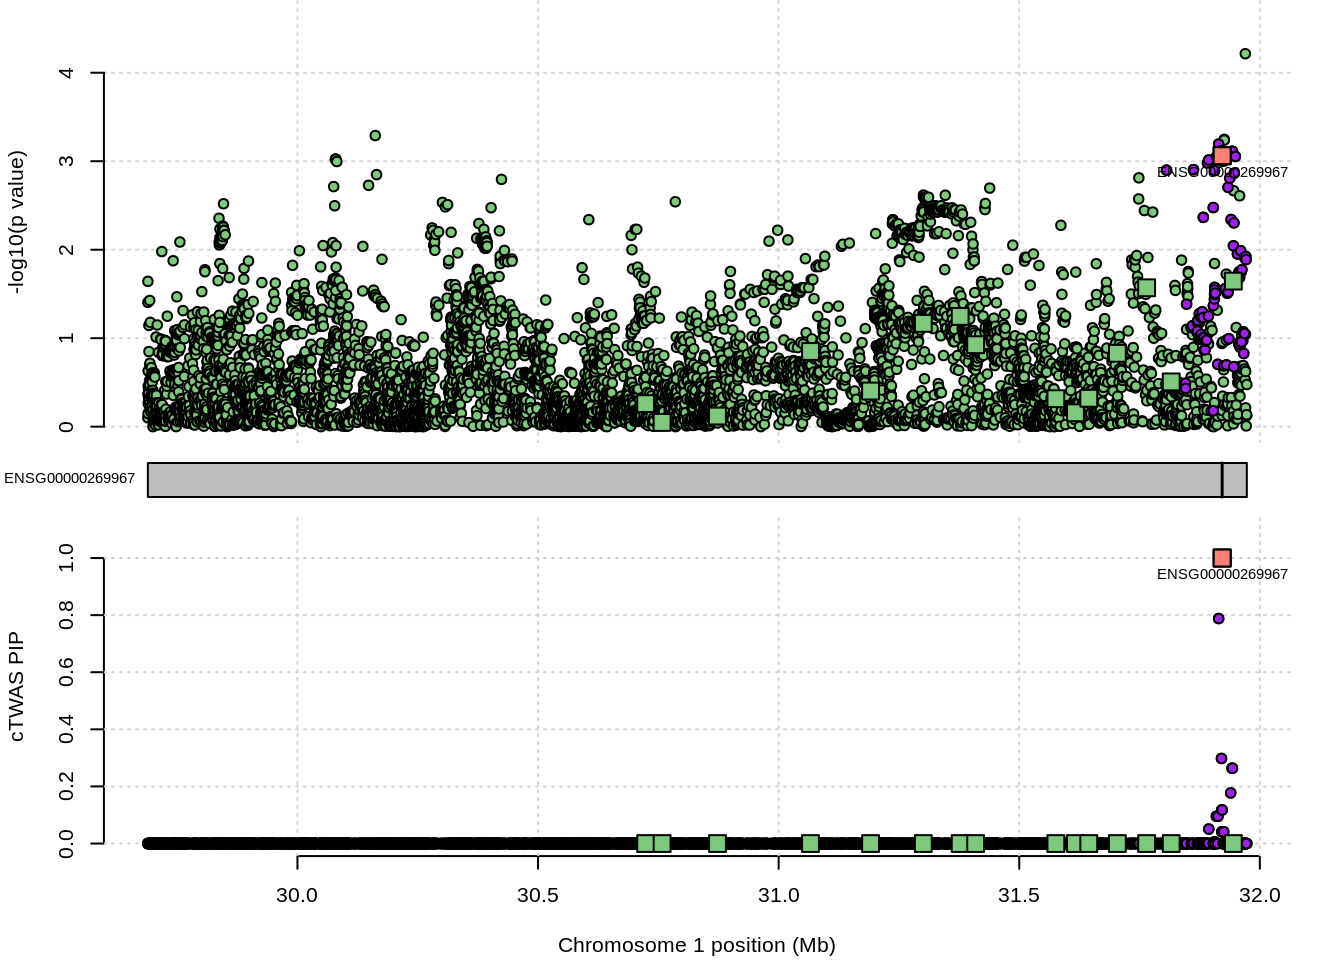 4
3
2
1
0
-log10(p value)
ENSG00000269967
ENSG00000269967
1.0
0.8
0.6
0.4
0.2
0.0
cTWAS PIP
ENSG00000269967
30.0 30.5 31.0 31.5 32.0
Chromosome 1 position (Mb)